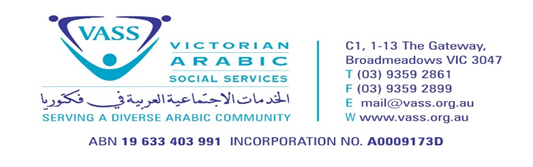 VASS
VICTORIAN
ARABIC
SOCIAL SERVICES
الخدمات الاجتماعية العربية في فكتوريا
SERVING A DIVERSE ARABIC COMMUNITY
C1, 1-13 The Gateway,
Broadmeadows VIC 3047
T (03) 9359 2861
F (03) 9359 2899
E mail@vass.org.au
W www.vass.org.au
ABN 19 633 403 991 INCORPORATION NO. A0009173D